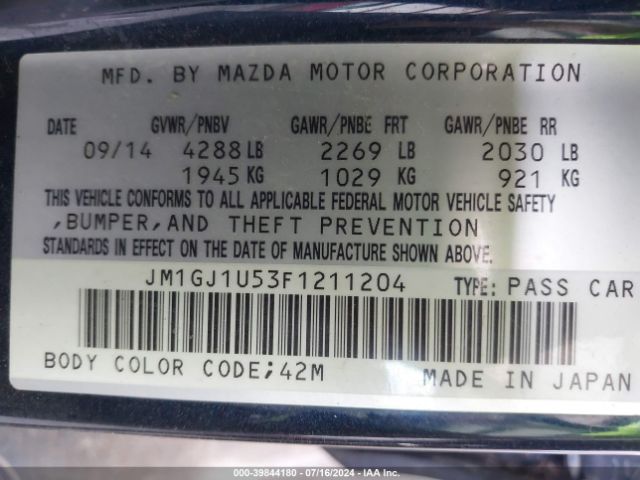 MFD. BY MAZDA MOTOR CORPORATION
DATE GVWR/PNBV GAWR/PNBE FRT GAWR/PNBE RR
09/14 4288 LB 2269 LB 2030 LB
1945 KG 1029 KG 921 KG
THIS VEHICLE CONFORMS TO ALL APPLICABLE FEDERAL MOTOR VEHICLE SAFETY
,BUMPER,AND THEFT PREVENTION
STANDARDS IN EFFECT ON THE DATE OF MANUFACTURE SHOWN ABOVE.
JM1GJ1U53F1211204 TYPE: PASS CAR
BODY COLOR CODE;42M MADE IN JAPAN
000-39844180 - 07/16/2024 - IAA Inc.